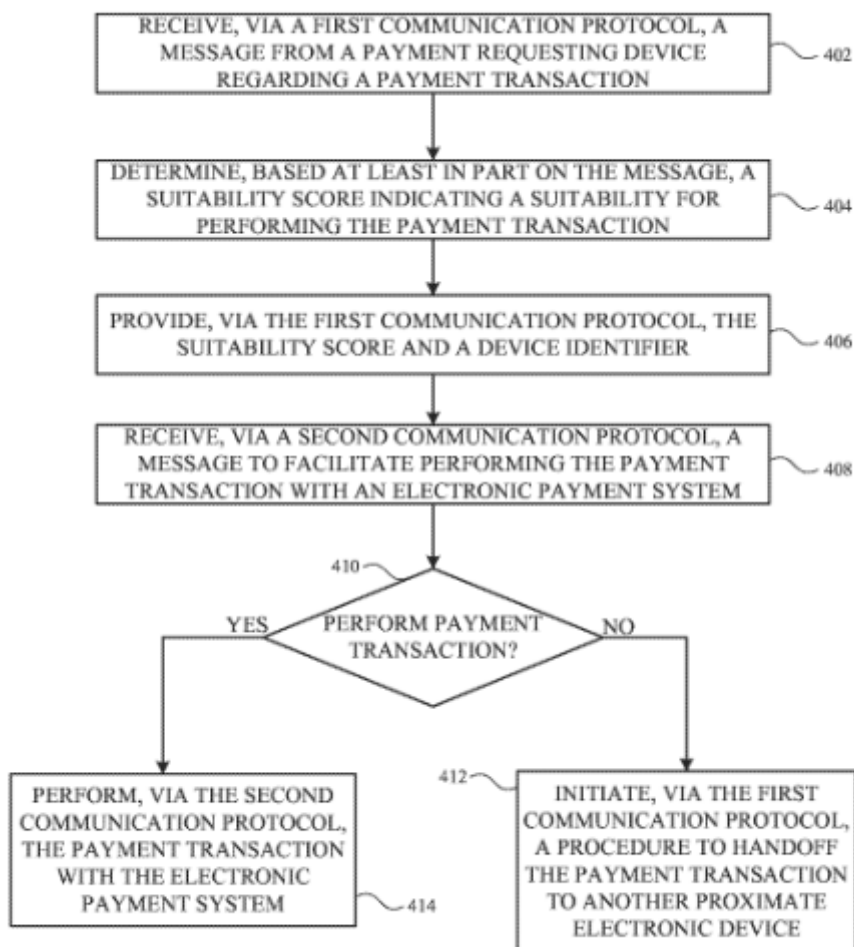 RECEIVE, VIA A FIRST COMMUNICATION PROTOCOL, A
MESSAGE FROM A PAYMENT REQUESTING DEVICE
REGARDING A PAYMENT TRANSACTION
402
DETERMINE, BASED AT LEAST IN PART ON THE MESSAGE, A
SUITABILITY SCORE INDICATING A SUITABILITY FOR
PERFORMING THE PAYMENT TRANSACTION
404
PROVIDE, VIA THE FIRST COMMUNICATION PROTOCOL, THE
SUITABILITY SCORE AND A DEVICE IDENTIFIER
406
RECEIVE, VIA A SECOND COMMUNICATION PROTOCOL, A
MESSAGE TO FACILITATE PERFORMING THE PAYMENT
TRANSACTION WITH AN ELECTRONIC PAYMENT SYSTEM
408
410
YES
PERFORM PAYMENT
TRANSACTION?
NO
PERFORM, VIA THE SECOND
COMMUNICATION PROTOCOL,
THE PAYMENT TRANSACTION
WITH THE ELECTRONIC
PAYMENT SYSTEM
414
412
INITIATE, VIA THE FIRST
COMMUNICATION PROTOCOL,
A PROCEDURE TO HANDOFF
THE PAYMENT TRANSACTION
TO ANOTHER PROXIMATE
ELECTRONIC DEVICE